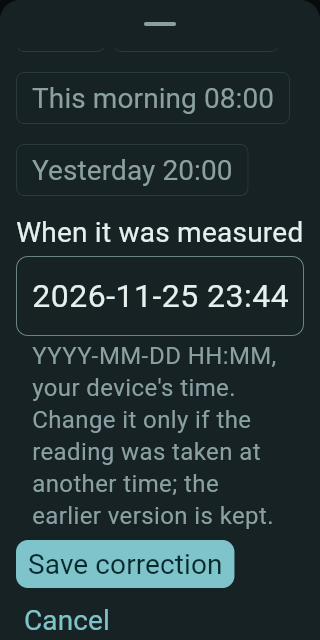 This morning 08:00
Yesterday 20:00
When it was measured
2026-11-25 23:44
YYYY-MM-DD HH:MM,
your device's time.
Change it only if the
reading was taken at
another time; the
earlier version is kept.
Save correction
Cancel